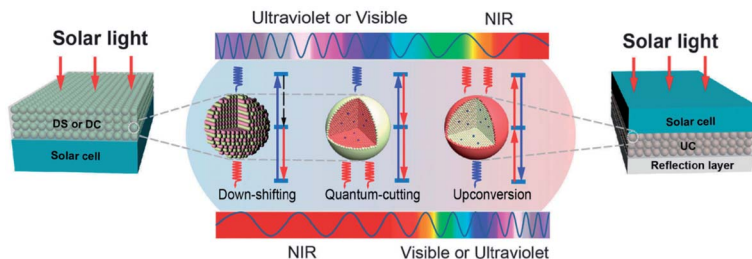 Ultraviolet or Visible
NIR
Solar light
Solar light
DS or DC
Solar cell
Down-shifting
Quantum-cutting
Upconversion
Solar cell
UC
Reflection layer
NIR
Visible or Ultraviolet